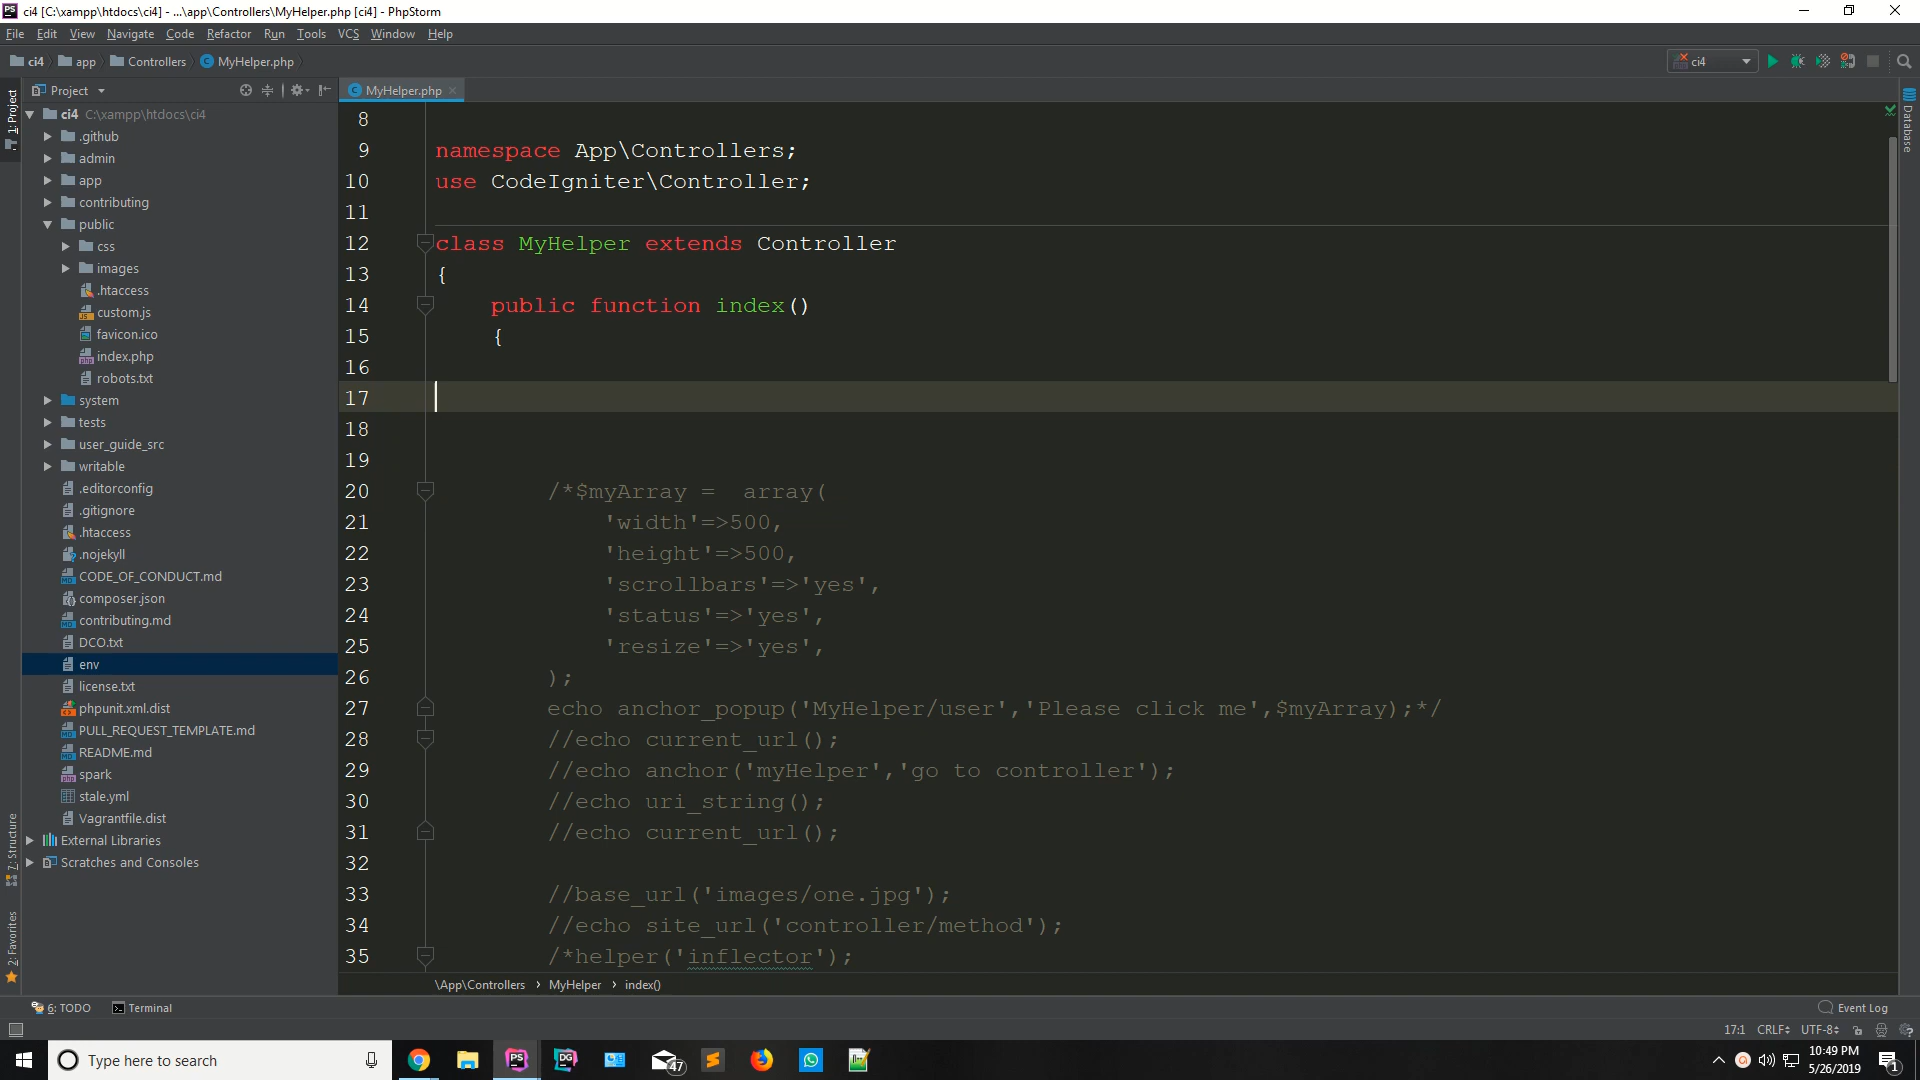 ci4 [C:\xampp\htdocs\ci4] - ...\app\Controllers\MyHelper.php [ci4] - PhpStorm
File Edit View Navigate Code Refactor Run Tools VCS Window Help
ci4 app Controllers MyHelper.php
ci4
Project
MyHelper.php
1: Project
7: Structure
2: Favorites
Database
ci4 C:\xampp\htdocs\ci4
.github
admin
app
contributing
public
css
images
.htaccess
custom.js
favicon.ico
index.php
robots.txt
system
tests
user_guide_src
writable
.editorconfig
.gitignore
.htaccess
.nojekyll
CODE_OF_CONDUCT.md
composer.json
contributing.md
DCO.txt
env
license.txt
phpunit.xml.dist
PULL_REQUEST_TEMPLATE.md
README.md
spark
stale.yml
Vagrantfile.dist
External Libraries
Scratches and Consoles
8
9 namespace App\Controllers;
10 use CodeIgniter\Controller;
11
12 class MyHelper extends Controller
13 {
14 public function index()
15 {
16
17
18
19
20 /*$myArray = array(
21 'width'=>500,
22 'height'=>500,
23 'scrollbars'=>'yes',
24 'status'=>'yes',
25 'resize'=>'yes',
26 );
27 echo anchor_popup('MyHelper/user','Please click me',$myArray);*/
28 //echo current_url();
29 //echo anchor('myHelper','go to controller');
30 //echo uri_string();
31 //echo current_url();
32
33 //base_url('images/one.jpg');
34 //echo site_url('controller/method');
35 /*helper('inflector');
\App\Controllers › MyHelper › index()
6: TODO Terminal Event Log
17:1 CRLF UTF-8
Type here to search
47
10:49 PM
5/26/2019
1